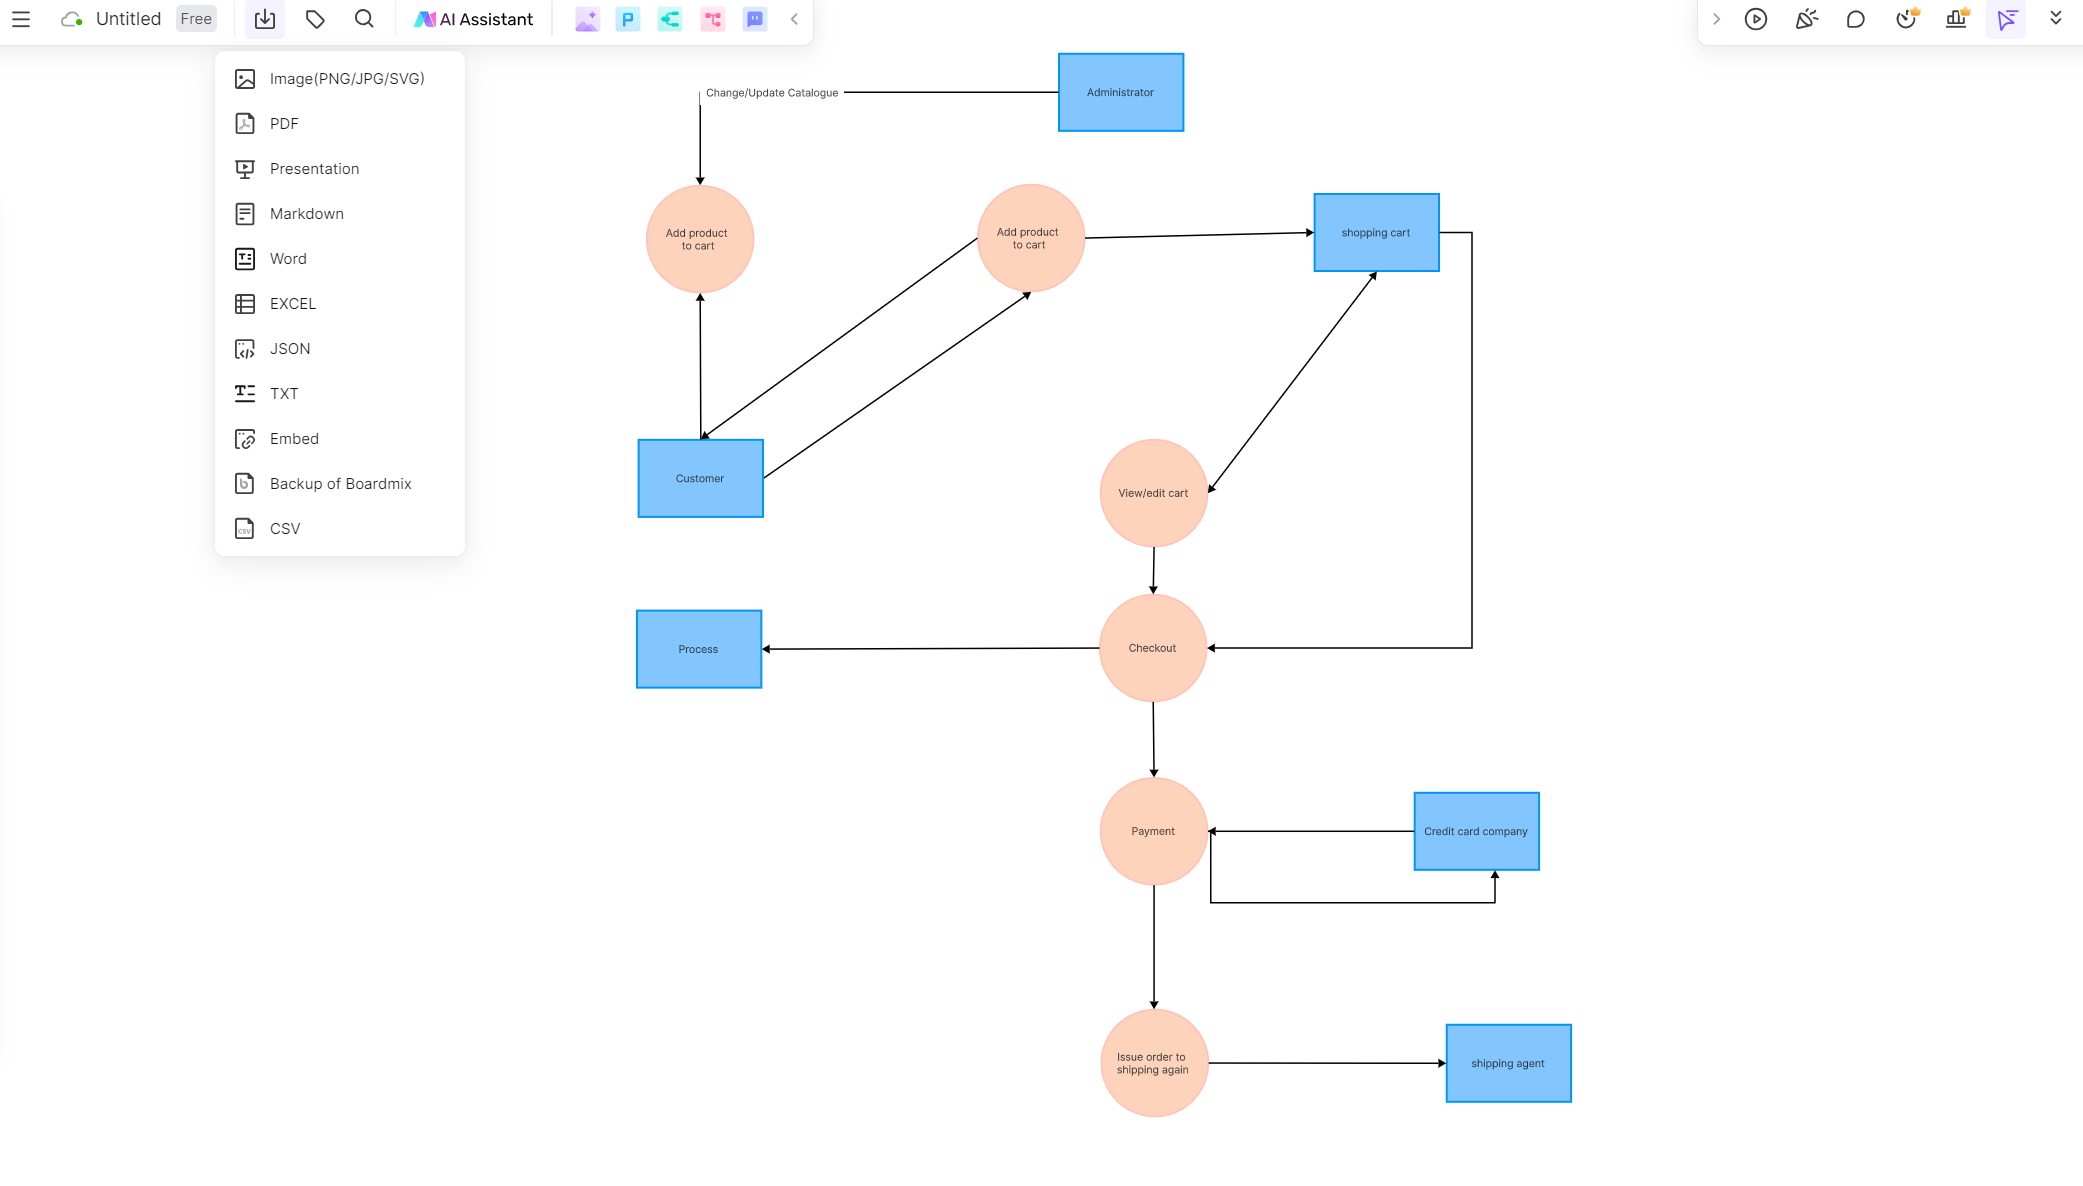 Untitled
Free
AI Assistant
P
Image(PNG/JPG/SVG)
PDF
Presentation
Markdown
Word
EXCEL
JSON
TXT
Embed
Backup of Boardmix
CSV
Change/Update Catalogue
Administrator
Add product
to cart
Add product
to cart
shopping cart
Customer
View/edit cart
Process
Checkout
Payment
Credit card company
Issue order to
shipping again
shipping agent